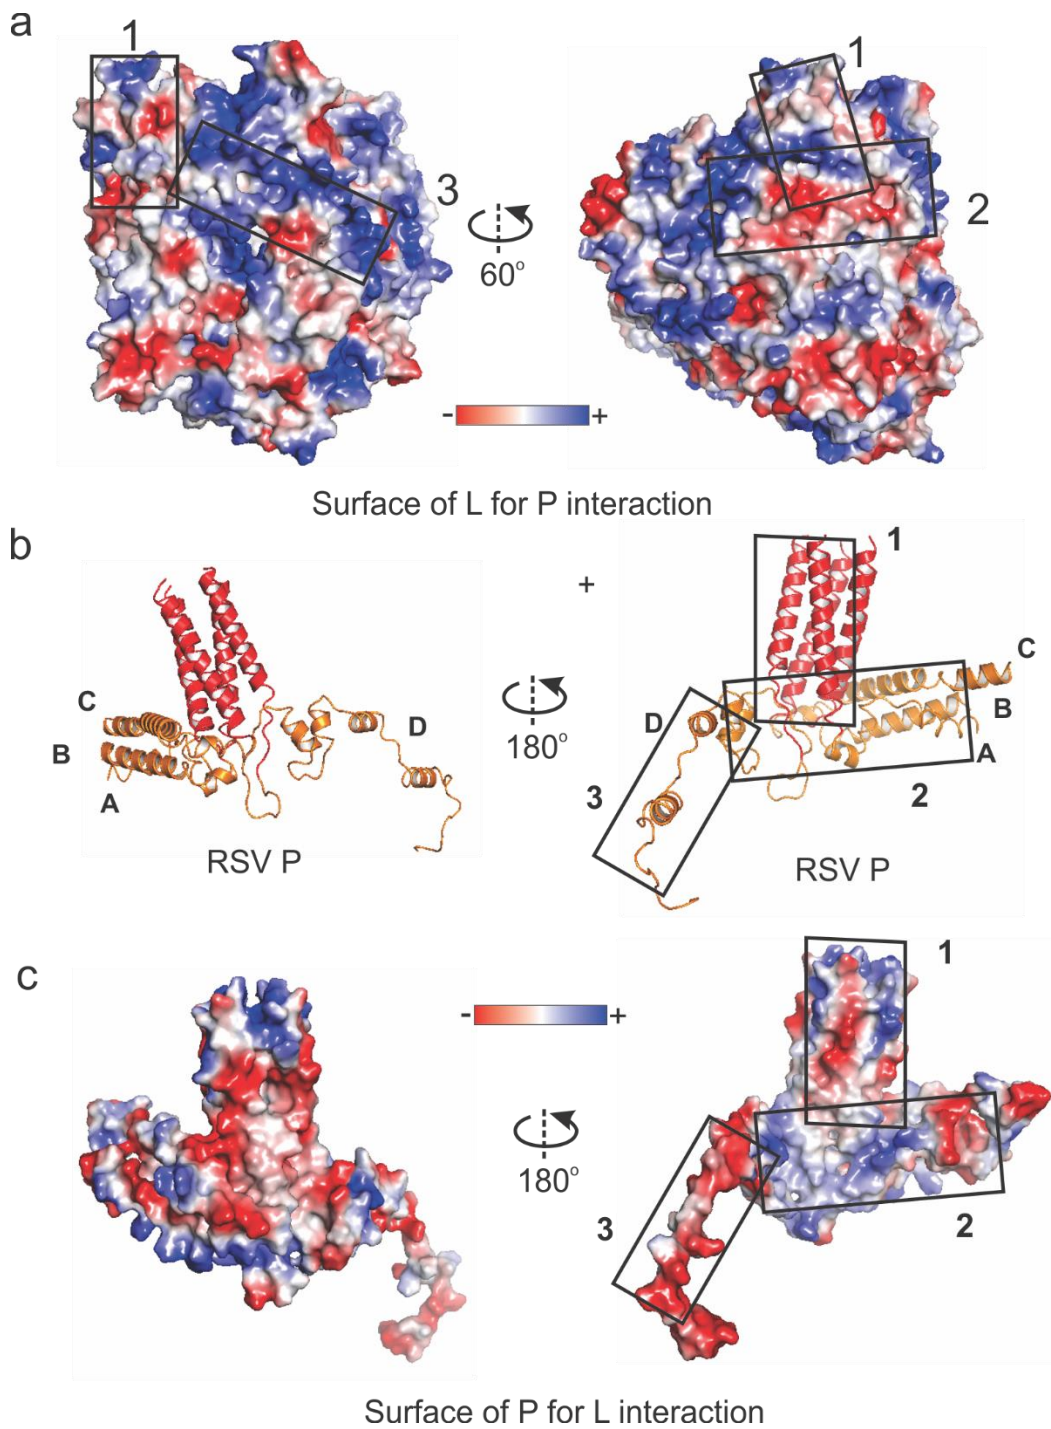 a
1
1
3
2
60°
- +
Surface of L for P interaction
b
1
+
C
C
B
D
D
B
A
A
180°
3
2
RSV P
RSV P
c
1
- +
180°
3
2
Surface of P for L interaction